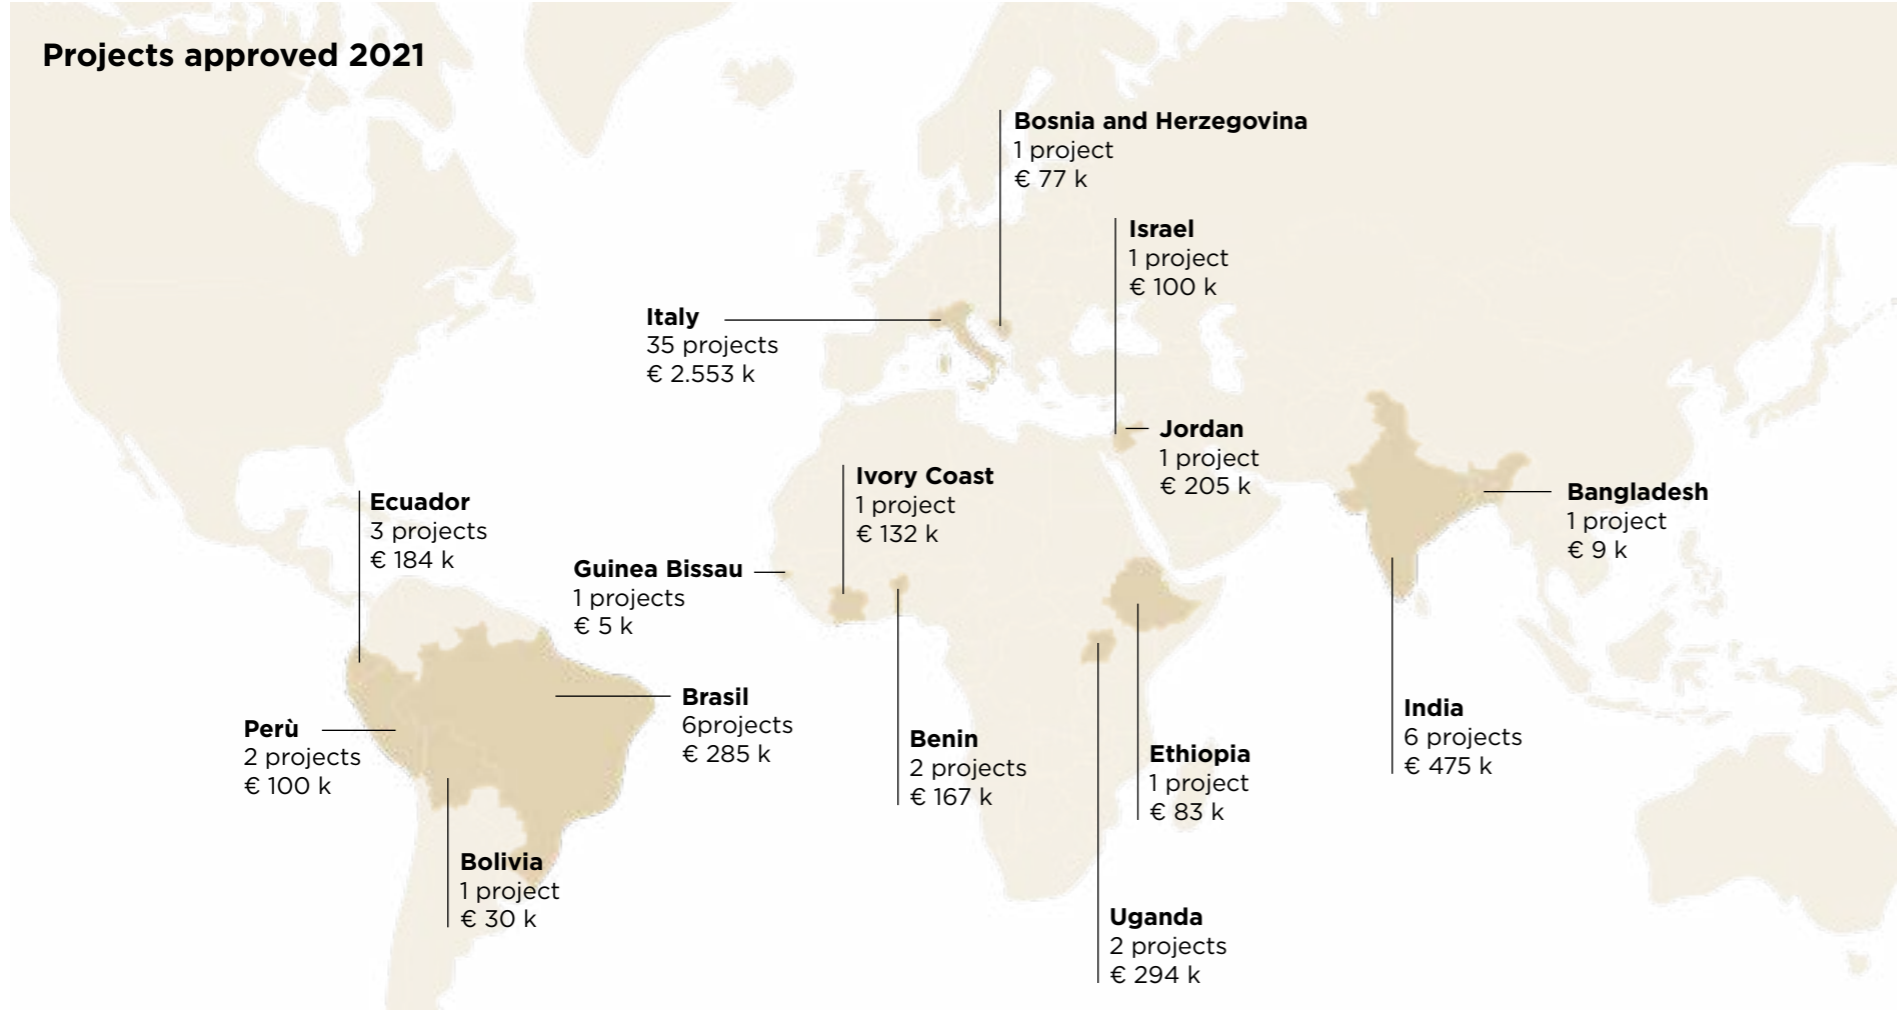 Projects approved 2021
Bosnia and Herzegovina
1 project
€ 77 k
Israel
1 project
€ 100 k
Italy
35 projects
€ 2.553 k
Jordan
1 project
€ 205 k
Ivory Coast
1 project
€ 132 k
Bangladesh
1 project
€ 9 k
Ecuador
3 projects
€ 184 k
Guinea Bissau
1 projects
€ 5 k
Brasil
6projects
€ 285 k
Perù
2 projects
€ 100 k
Benin
2 projects
€ 167 k
Ethiopia
1 project
€ 83 k
India
6 projects
€ 475 k
Bolivia
1 project
€ 30 k
Uganda
2 projects
€ 294 k